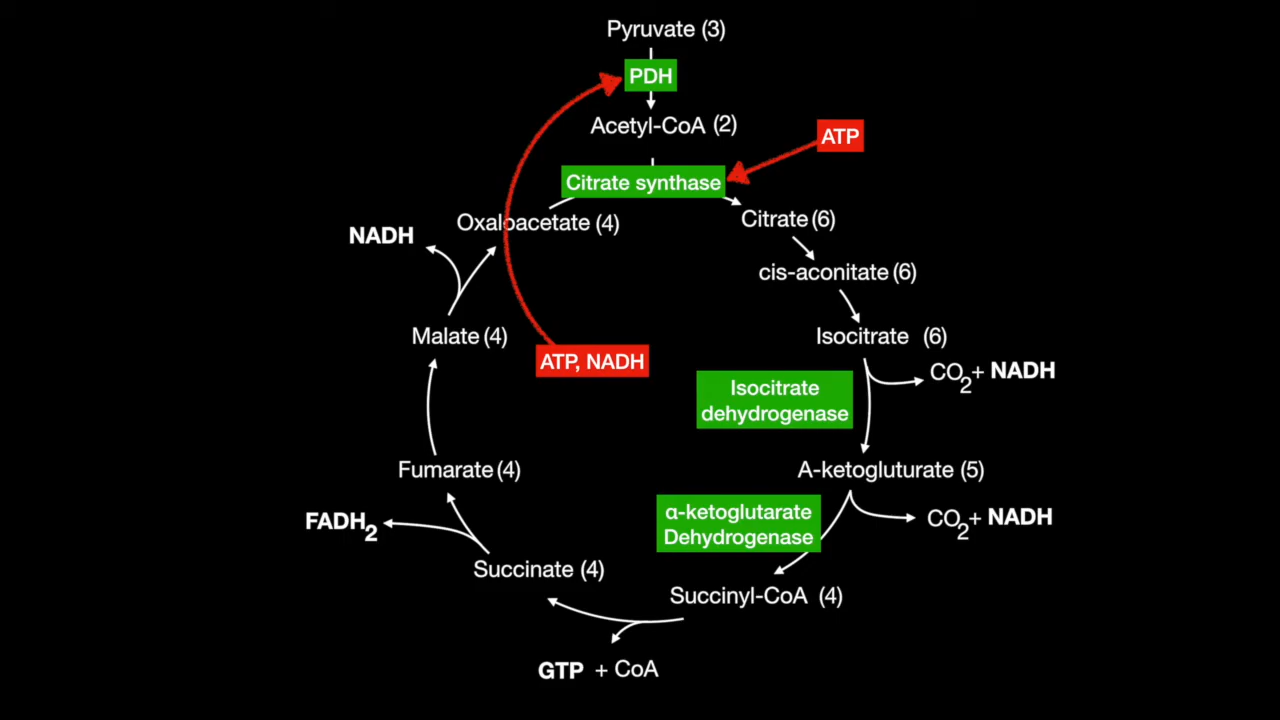 Pyruvate (3)
PDH
Acetyl-CoA (2)
ATP
Citrate synthase
Oxaloacetate (4)
Citrate (6)
NADH
cis-aconitate (6)
Malate (4)
Isocitrate (6)
ATP, NADH
CO2 + NADH
Isocitrate
dehydrogenase
Fumarate (4)
A-ketogluturate (5)
α-ketoglutarate
Dehydrogenase
CO2 + NADH
FADH2
Succinate (4)
Succinyl-CoA (4)
GTP + CoA